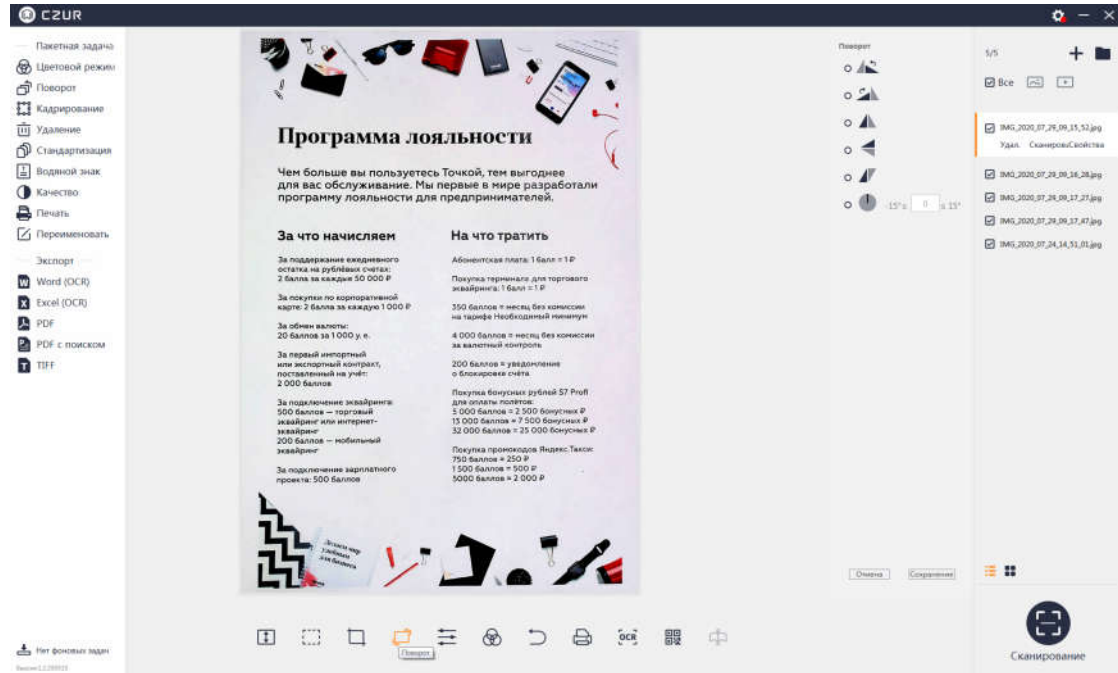 CZUR
Пакетная задача
Цветовой режим
Поворот
Кадрирование
Удаление
Стандартизация
Водяной знак
Качество
Печать
Переименовать
Экспорт
Word (OCR)
Excel (OCR)
PDF
PDF с поиском
TIFF
Нет фоновых задач
Программа лояльности
Чем больше вы пользуетесь Точкой, тем выгоднее
для вас обслуживание. Мы первые в мире разработали
программу лояльности для предпринимателей.
За что начисляем
За поддержание ежедневного
остатка на рублёвых счетах:
2 балла за каждые 50 000 ₽
За покупки по корпоративной
карте: 2 балла за каждую 1 000 ₽
За обмен валюты:
20 баллов за 1 000 у. е.
За первый импортный
или экспортный контракт,
поставленный на учёт:
2 000 баллов
За подключение эквайринга:
500 баллов — торговый
эквайринг или интернет-
эквайринг
200 баллов — мобильный
эквайринг
За подключение зарплатного
проекта: 500 баллов
На что тратить
Абонентская плата: 1 балл = 1 ₽
Покупка терминала для торгового
эквайринга: 1 балл = 1 ₽
350 баллов = месяц без комиссии
на тарифе Необходимый минимум
4 000 баллов = месяц без комиссии
за валютный контроль
200 баллов = уведомление
о блокировке счёта
Покупка бонусных рублей S7 Profi
для оплаты полётов:
5 000 баллов = 2 500 бонусных ₽
13 000 баллов = 7 500 бонусных ₽
32 000 баллов = 25 000 бонусных ₽
Покупка промокодов Яндекс.Такси:
750 баллов = 250 ₽
1 500 баллов = 500 ₽
5000 баллов = 2 000 ₽
Делаем мир
удобным
для бизнеса
OCR
Поворот
Поворот
-15° ≤ 0 ≤ 15°
Отмена Сохранение
5/5
Все
IMG_2020_07_29_09_15_52.jpg
Удал. СканировьСвойства
IMG_2020_07_29_09_16_28.jpg
IMG_2020_07_29_09_17_27.jpg
IMG_2020_07_29_09_17_47.jpg
IMG_2020_07_24_14_51_01.jpg
Сканирование